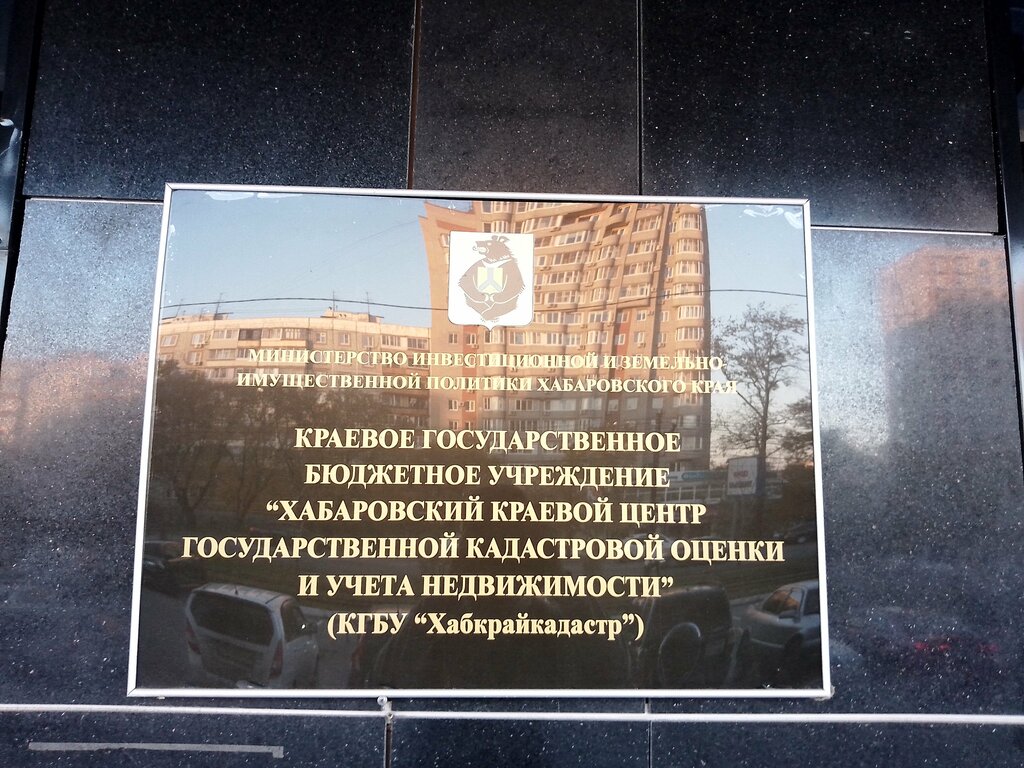 МИНИСТЕРСТВО ИНВЕСТИЦИОННОЙ И ЗЕМЕЛЬНО-
ИМУЩЕСТВЕННОЙ ПОЛИТИКИ ХАБАРОВСКОГО КРАЯ
КРАЕВОЕ ГОСУДАРСТВЕННОЕ
БЮДЖЕТНОЕ УЧРЕЖДЕНИЕ
“ХАБАРОВСКИЙ КРАЕВОЙ ЦЕНТР
ГОСУДАРСТВЕННОЙ КАДАСТРОВОЙ ОЦЕНКИ
И УЧЕТА НЕДВИЖИМОСТИ”
(КГБУ “Хабкрайкадастр”)